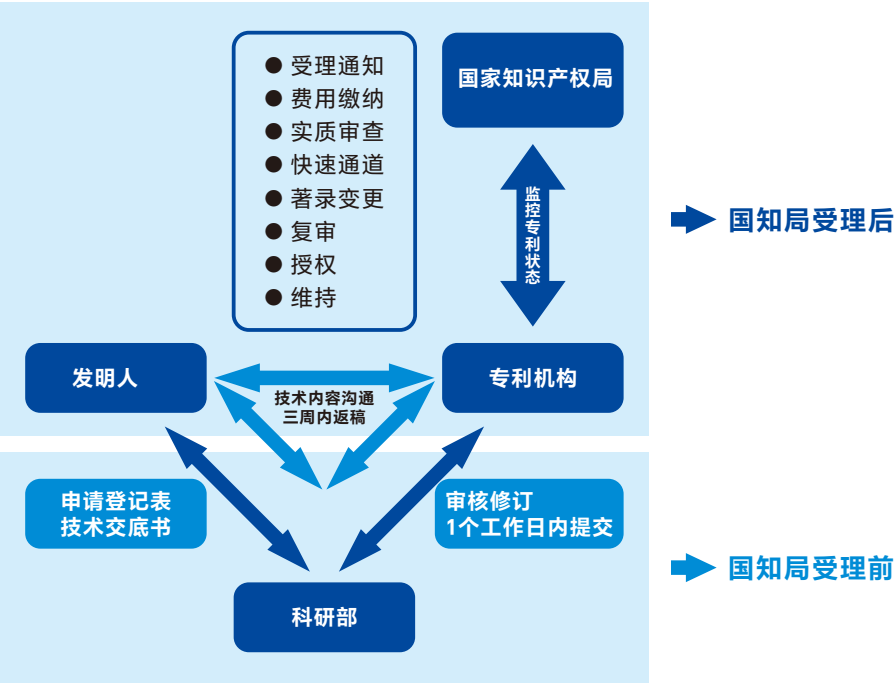 ● 受理通知
● 费用缴纳
● 实质审查
● 快速通道
● 著录变更
● 复审
● 授权
● 维持
国家知识产权局
监控专利状态
国知局受理后
发明人
技术内容沟通
三周内返稿
专利机构
申请登记表
技术交底书
审核修订
1个工作日内提交
国知局受理前
科研部